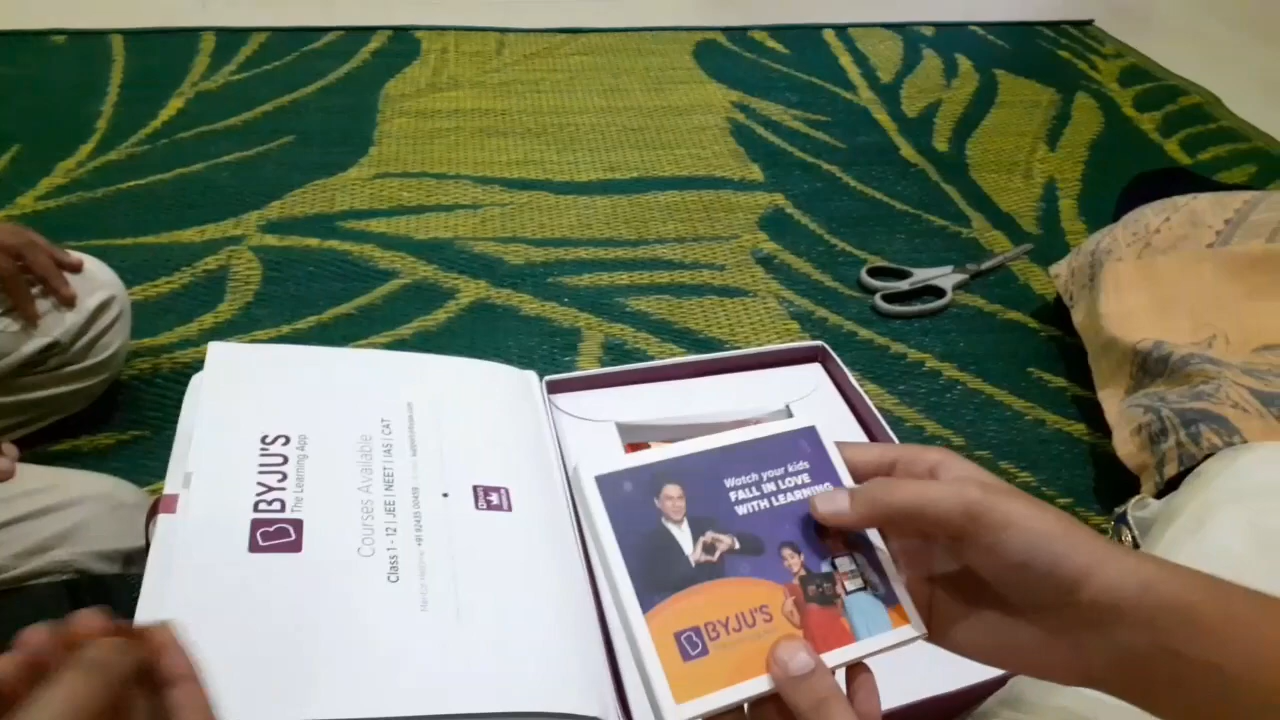 BYJU'S
The Learning App
Courses Available
Class 1 - 12 | JEE | NEET | IAS | CAT
Watch your kids
FALL IN LOVE
WITH LEARNING
BYJU'S